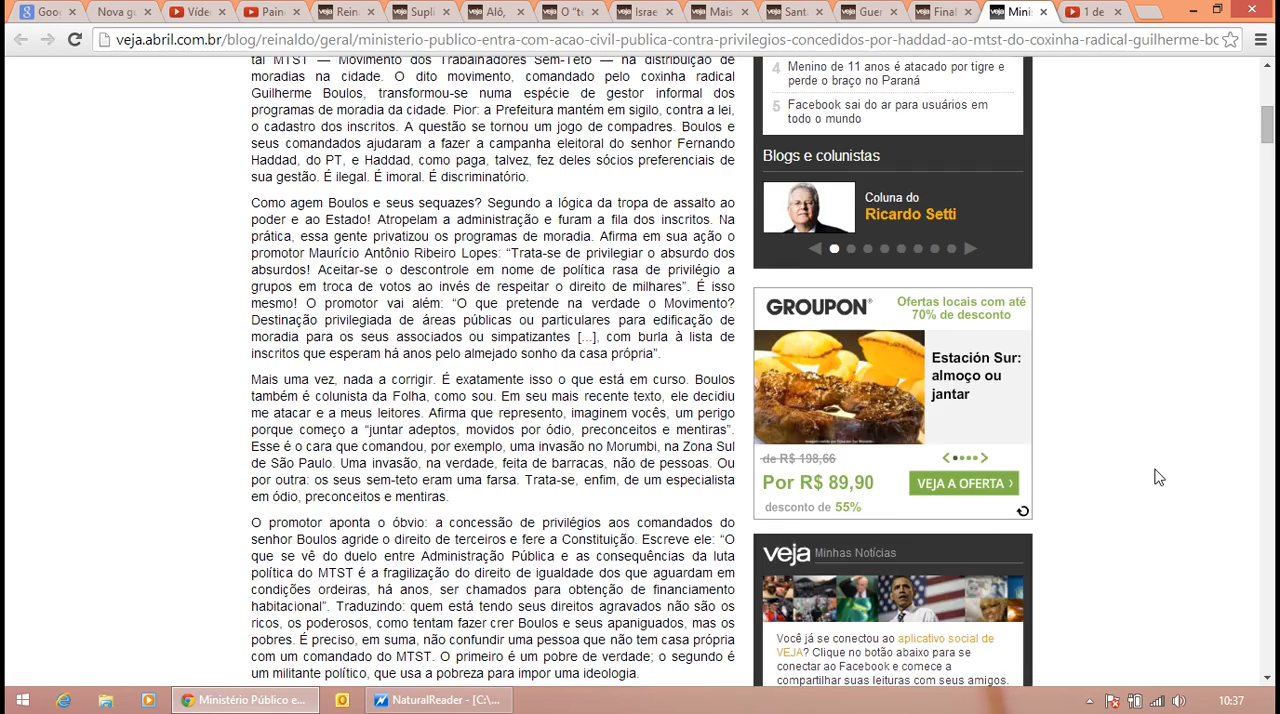 Goo
Nova gu
Víde
Pain
Rein
Supli
Alô,
O "te
Israe
Mais
Sant
Guer
Final
Mini
1 de
veja.abril.com.br/blog/reinaldo/geral/ministerio-publico-entra-com-acao-civil-publica-contra-privilegios-concedidos-por-haddad-ao-mtst-do-coxinha-radical-guilherme-bo
tal MTST — Movimento dos Trabalhadores Sem-Teto — na distribuição de
moradias na cidade. O dito movimento, comandado pelo coxinha radical
Guilherme Boulos, transformou-se numa espécie de gestor informal dos
programas de moradia da cidade. Pior: a Prefeitura mantém em sigilo, contra a lei,
o cadastro dos inscritos. A questão se tornou um jogo de compadres. Boulos e
seus comandados ajudaram a fazer a campanha eleitoral do senhor Fernando
Haddad, do PT, e Haddad, como paga, talvez, fez deles sócios preferenciais de
sua gestão. É ilegal. É imoral. É discriminatório.
Como agem Boulos e seus sequazes? Segundo a lógica da tropa de assalto ao
poder e ao Estado! Atropelam a administração e furam a fila dos inscritos. Na
prática, essa gente privatizou os programas de moradia. Afirma em sua ação o
promotor Maurício Antônio Ribeiro Lopes: “Trata-se de privilegiar o absurdo dos
absurdos! Aceitar-se o descontrole em nome de política rasa de privilégio a
grupos em troca de votos ao invés de respeitar o direito de milhares”. É isso
mesmo! O promotor vai além: “O que pretende na verdade o Movimento?
Destinação privilegiada de áreas públicas ou particulares para edificação de
moradia para os seus associados ou simpatizantes [...], com burla à lista de
inscritos que esperam há anos pelo almejado sonho da casa própria”.
Mais uma vez, nada a corrigir. É exatamente isso o que está em curso. Boulos
também é colunista da Folha, como sou. Em seu mais recente texto, ele decidiu
me atacar e a meus leitores. Afirma que represento, imaginem vocês, um perigo
porque começo a “juntar adeptos, movidos por ódio, preconceitos e mentiras”.
Esse é o cara que comandou, por exemplo, uma invasão no Morumbi, na Zona Sul
de São Paulo. Uma invasão, na verdade, feita de barracas, não de pessoas. Ou
por outra: os seus sem-teto eram uma farsa. Trata-se, enfim, de um especialista
em ódio, preconceitos e mentiras.
O promotor aponta o óbvio: a concessão de privilégios aos comandados do
senhor Boulos agride o direito de terceiros e fere a Constituição. Escreve ele: “O
que se vê do duelo entre Administração Pública e as consequências da luta
política do MTST é a fragilização do direito de igualdade dos que aguardam em
condições ordeiras, há anos, ser chamados para obtenção de financiamento
habitacional”. Traduzindo: quem está tendo seus direitos agravados não são os
ricos, os poderosos, como tentam fazer crer Boulos e seus apaniguados, mas os
pobres. É preciso, em suma, não confundir uma pessoa que não tem casa própria
com um comandado do MTST. O primeiro é um pobre de verdade; o segundo é
um militante político, que usa a pobreza para impor uma ideologia.
4 Menino de 11 anos é atacado por tigre e
perde o braço no Paraná
5 Facebook sai do ar para usuários em
todo o mundo
Blogs e colunistas
Coluna do
Ricardo Setti
GROUPON®
Ofertas locais com até
70% de desconto
Estación Sur:
almoço ou
jantar
de R$ 198,66
Por R$ 89,90
VEJA A OFERTA ›
desconto de 55%
veja Minhas Notícias
Você já se conectou ao aplicativo social de
VEJA? Clique no botão abaixo para se
conectar ao Facebook e comece a
compartilhar suas leituras com seus amigos.
Ministério Público e...
NaturalReader - [C:\...
10:37